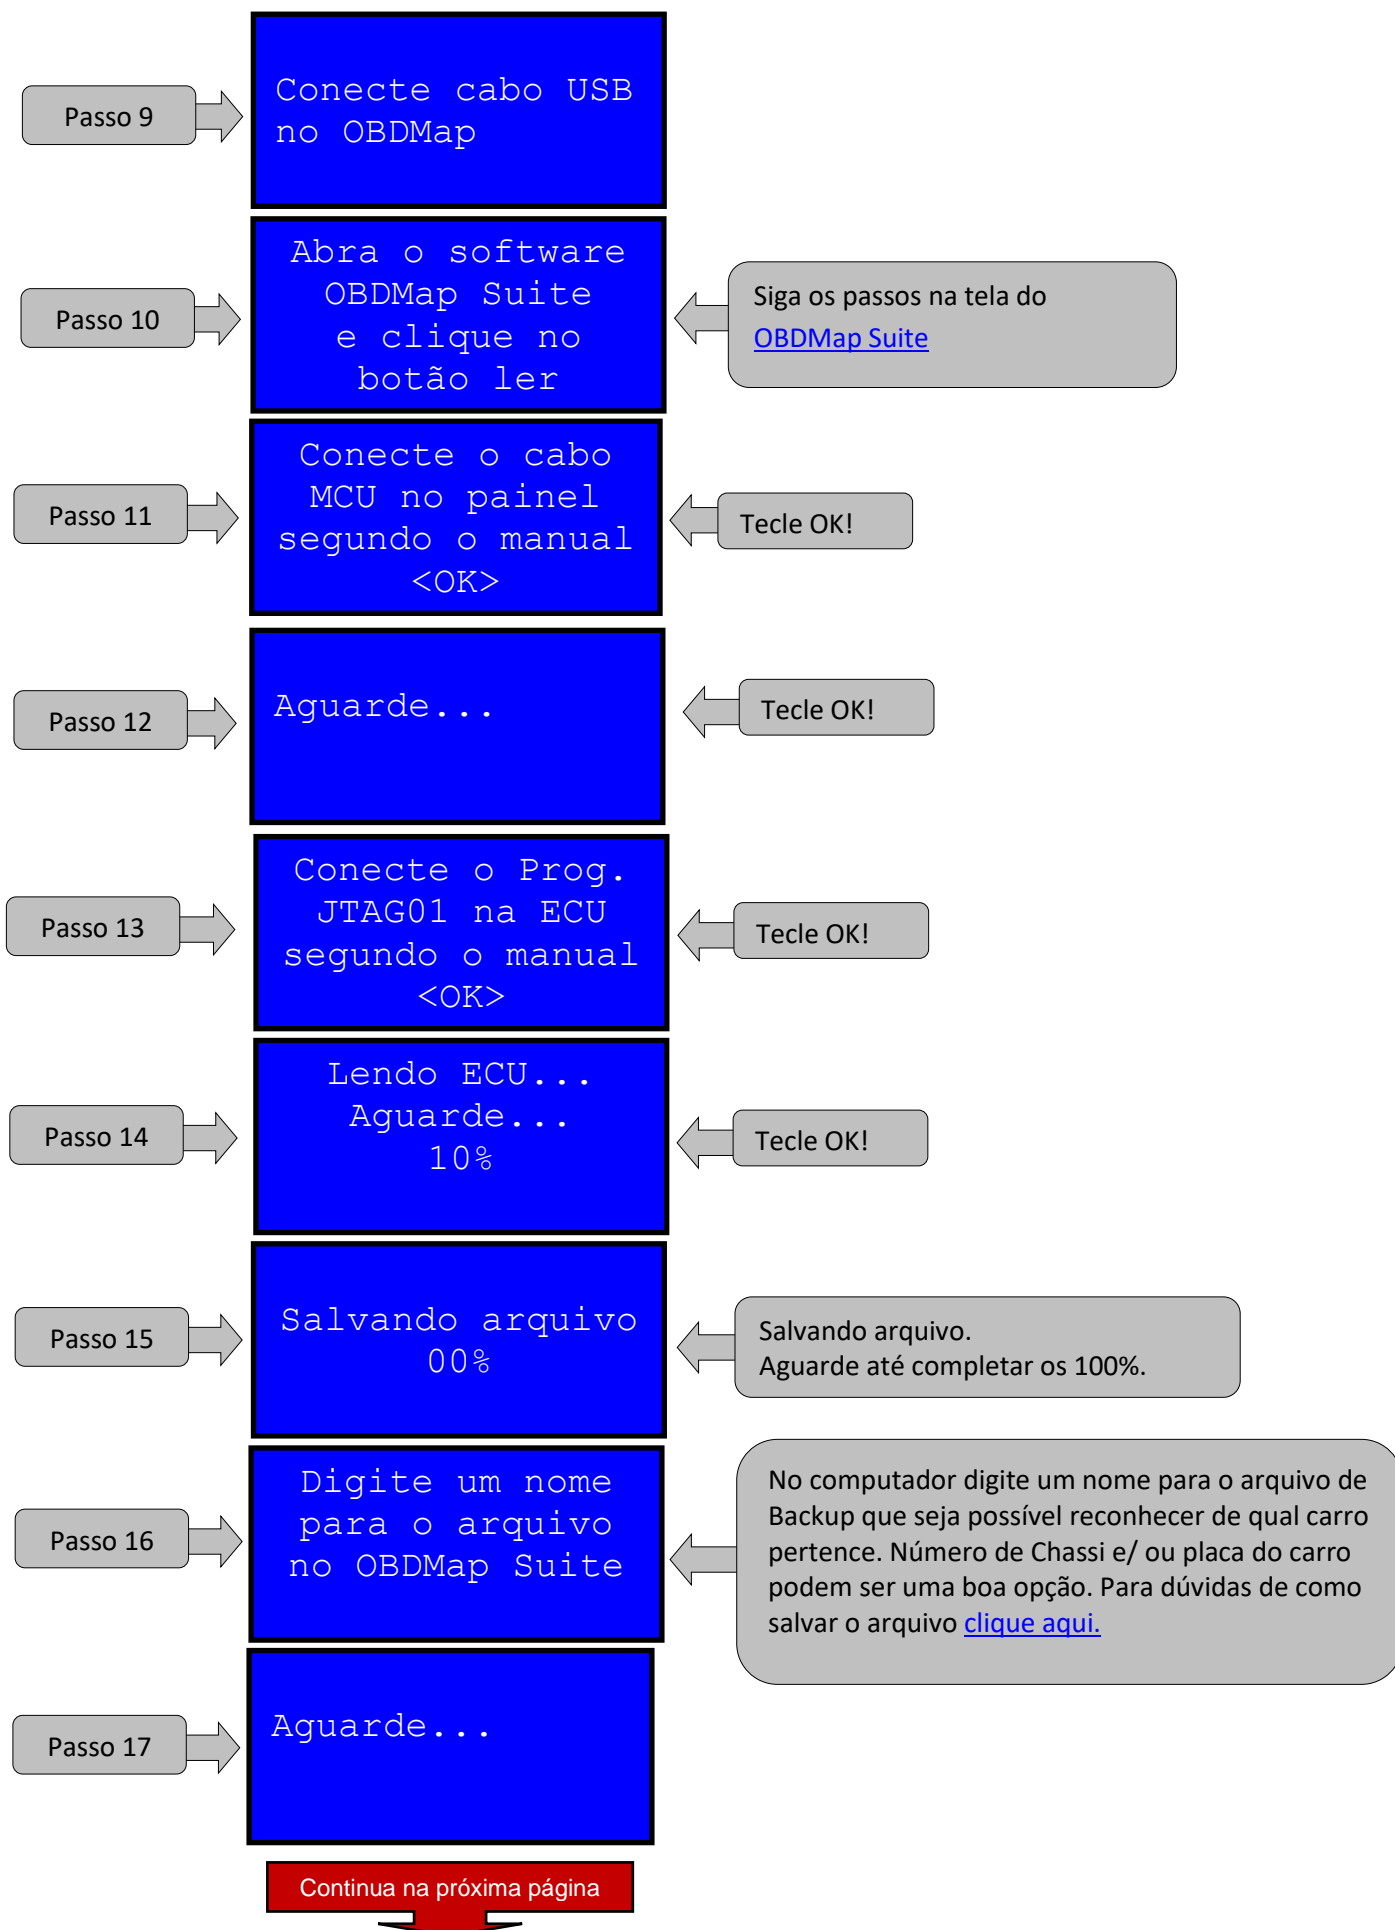 Passo 9
Conecte cabo USB
no OBDMap
Passo 10
Abra o software
OBDMap Suite
e clique no
botão ler
Siga os passos na tela do
OBDMap Suite
Passo 11
Conecte o cabo
MCU no painel
segundo o manual
<OK>
Tecle OK!
Passo 12
Aguarde...
Tecle OK!
Passo 13
Conecte o Prog.
JTAG01 na ECU
segundo o manual
<OK>
Tecle OK!
Passo 14
Lendo ECU...
Aguarde...
10%
Tecle OK!
Passo 15
Salvando arquivo
00%
Salvando arquivo.
Aguarde até completar os 100%.
Passo 16
Digite um nome
para o arquivo
no OBDMap Suite
No computador digite um nome para o arquivo de
Backup que seja possível reconhecer de qual carro
pertence. Número de Chassi e/ ou placa do carro
podem ser uma boa opção. Para dúvidas de como
salvar o arquivo clique aqui.
Passo 17
Aguarde...
Continua na próxima página